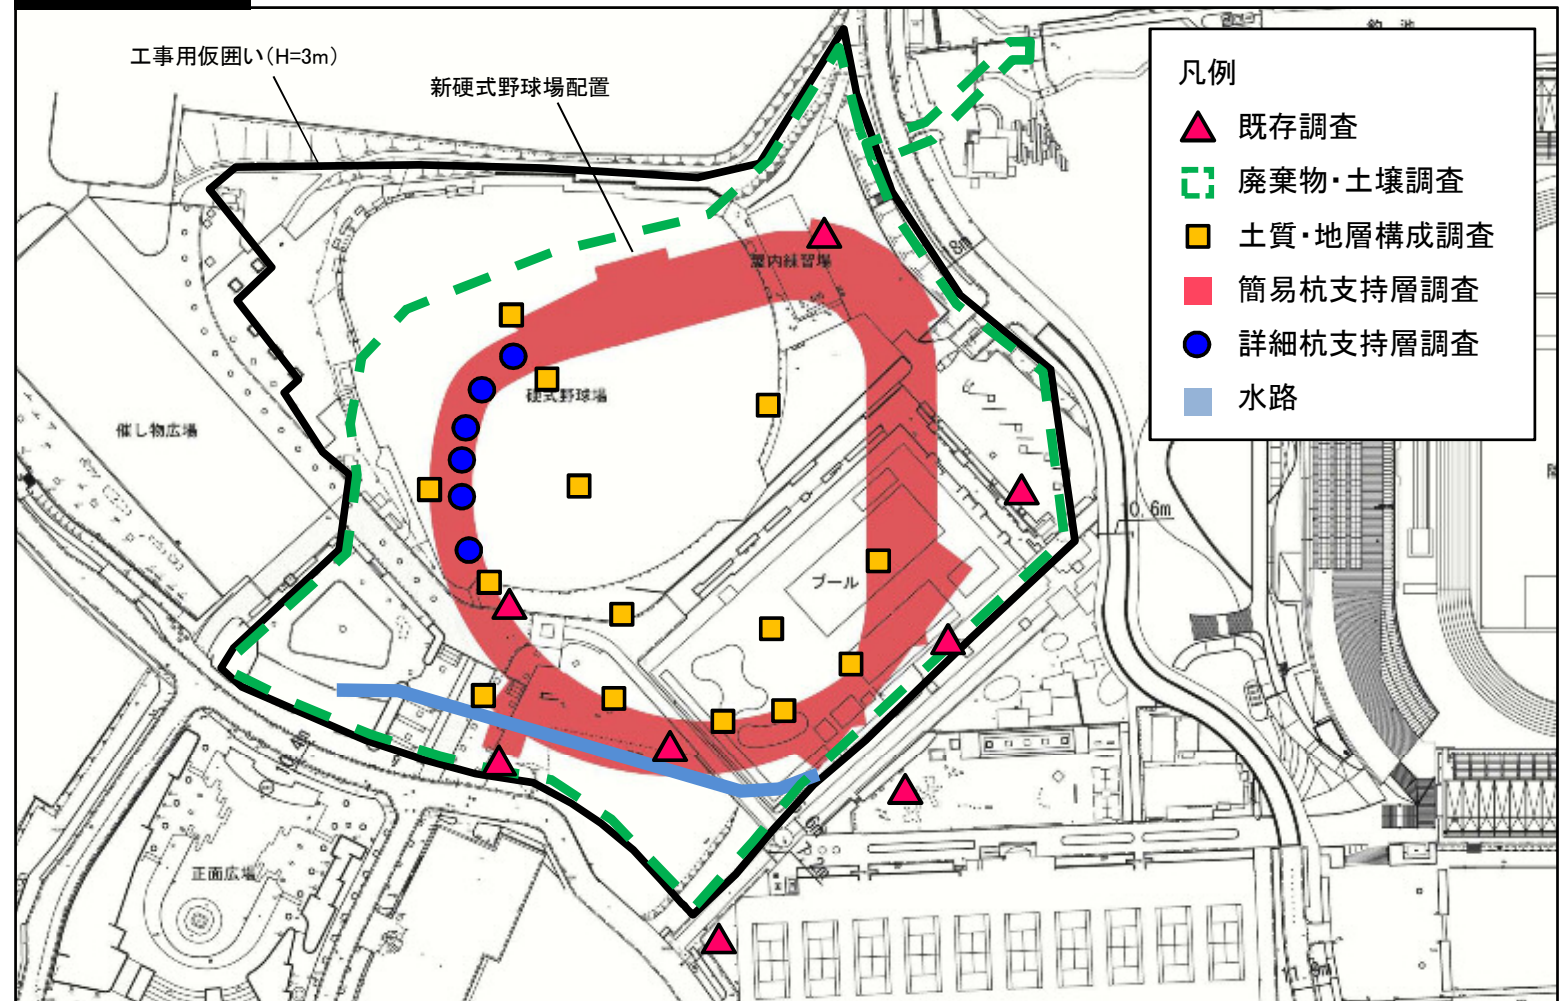 工事用仮囲い(H=3m)
新硬式野球場配置
凡例
既存調査
廃棄物・土壌調査
土質・地層構成調査
簡易杭支持層調査
詳細杭支持層調査
水路
屋内練習場
8m
硬式野球場
催し物広場
0.6m
プール
正面広場